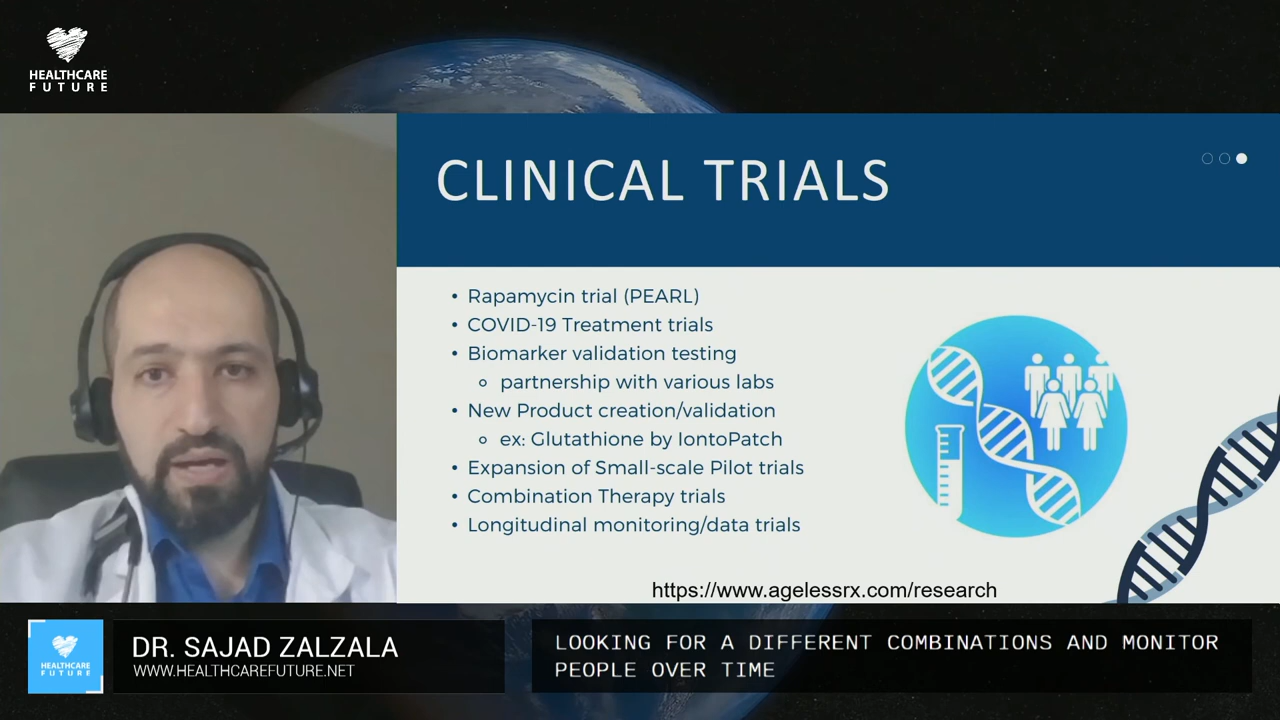 HEALTHCARE
FUTURE
CLINICAL TRIALS
• Rapamycin trial (PEARL)
• COVID-19 Treatment trials
• Biomarker validation testing
◦ partnership with various labs
• New Product creation/validation
◦ ex: Glutathione by IontoPatch
• Expansion of Small-scale Pilot trials
• Combination Therapy trials
• Longitudinal monitoring/data trials
https://www.agelessrx.com/research
HEALTHCARE
FUTURE
DR. SAJAD ZALZALA
WWW.HEALTHCAREFUTURE.NET
LOOKING FOR A DIFFERENT COMBINATIONS AND MONITOR
PEOPLE OVER TIME